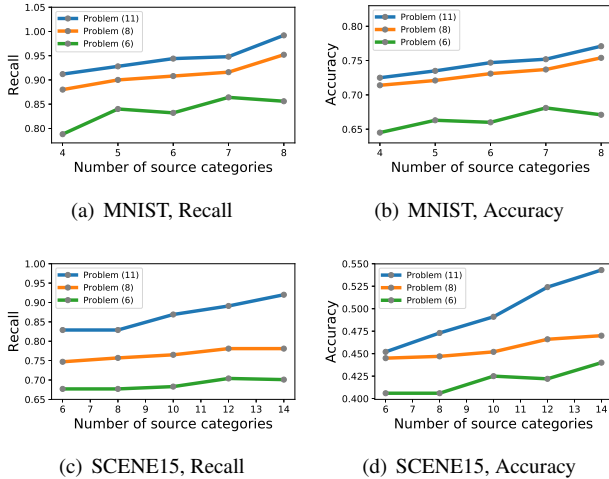 1.05
1.00
0.95
0.90
0.85
0.80
Recall
Problem (11)
Problem (8)
Problem (6)
4 5 6 7 8
Number of source categories
(a) MNIST, Recall
0.75
0.70
0.65
Accuracy
Problem (11)
Problem (8)
Problem (6)
4 5 6 7 8
Number of source categories
(b) MNIST, Accuracy
1.00
0.95
0.90
0.85
0.80
0.75
0.70
0.65
Recall
Problem (11)
Problem (8)
Problem (6)
6 7 8 9 10 11 12 13 14
Number of source categories
(c) SCENE15, Recall
0.550
0.525
0.500
0.475
0.450
0.425
0.400
Accuracy
Problem (11)
Problem (8)
Problem (6)
6 7 8 9 10 11 12 13 14
Number of source categories
(d) SCENE15, Accuracy